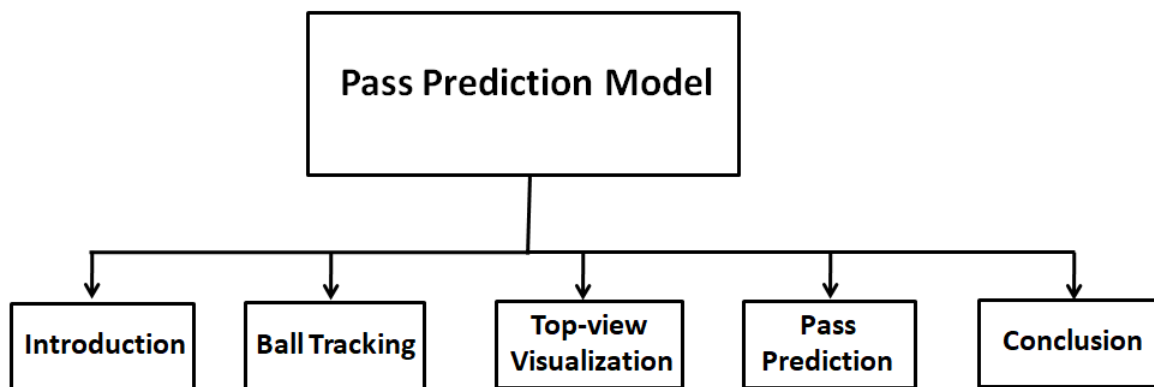 Pass Prediction Model
Introduction
Ball Tracking
Top-view
Visualization
Pass
Prediction
Conclusion